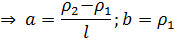 ⇒ a = (ρ₂−ρ₁)/l ; b = ρ₁